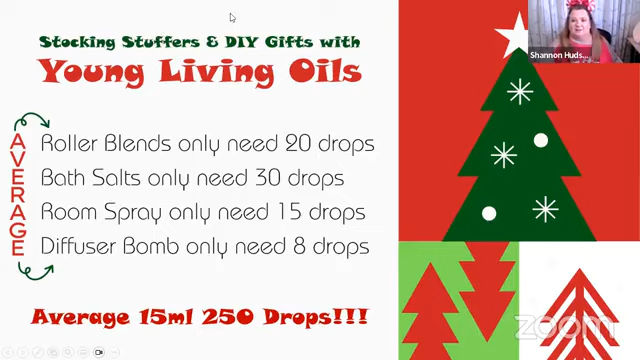 Stocking Stuffers & DIY Gifts with
Young Living Oils
AVERAGE
Roller Blends only need 20 drops
Bath Salts only need 30 drops
Room Spray only need 15 drops
Diffuser Bomb only need 8 drops
Average 15ml 250 Drops!!!
Shannon Huds...
zoom